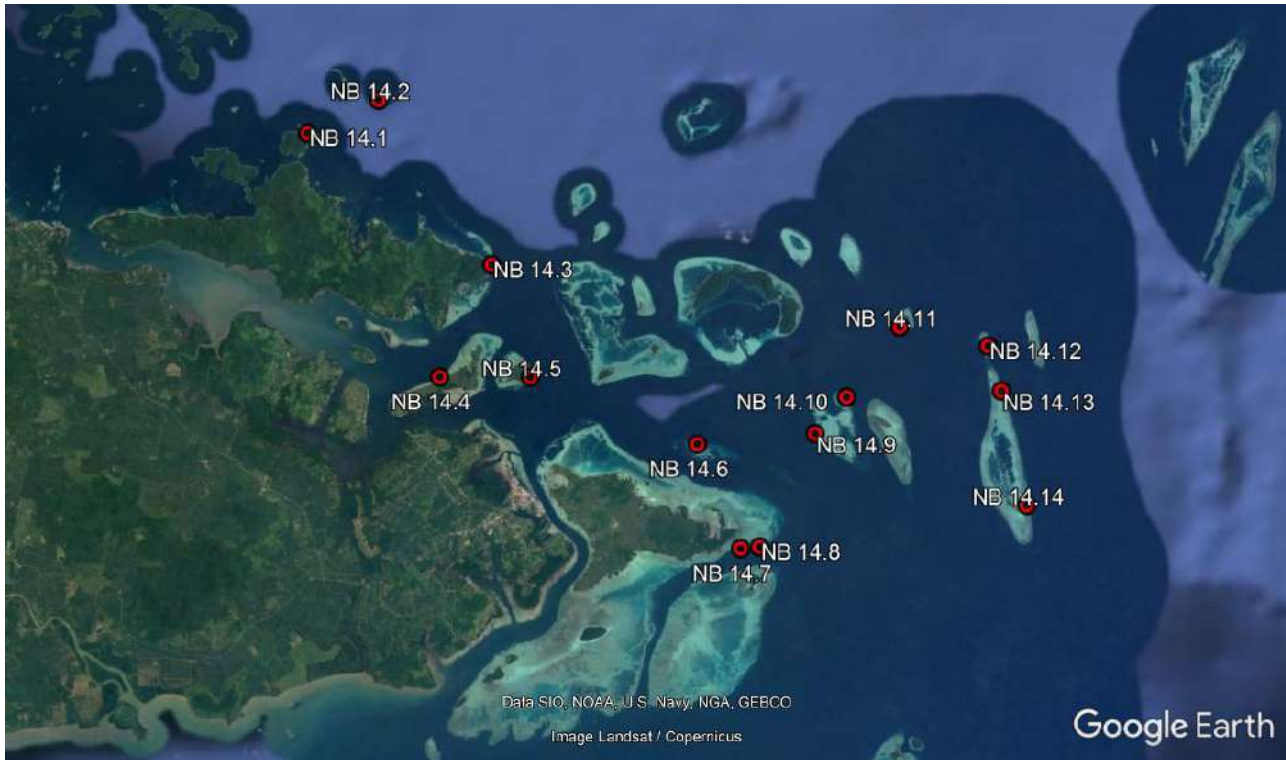 NB 14.2
NB 14.1
NB 14.3
NB 14.11
NB 14.12
NB 14.5
NB 14.4
NB 14.10
NB 14.13
NB 14.9
NB 14.6
NB 14.14
NB 14.8
NB 14.7
Data SIO, NOAA, U.S. Navy, NGA, GEBCO
Image Landsat / Copernicus
Google Earth